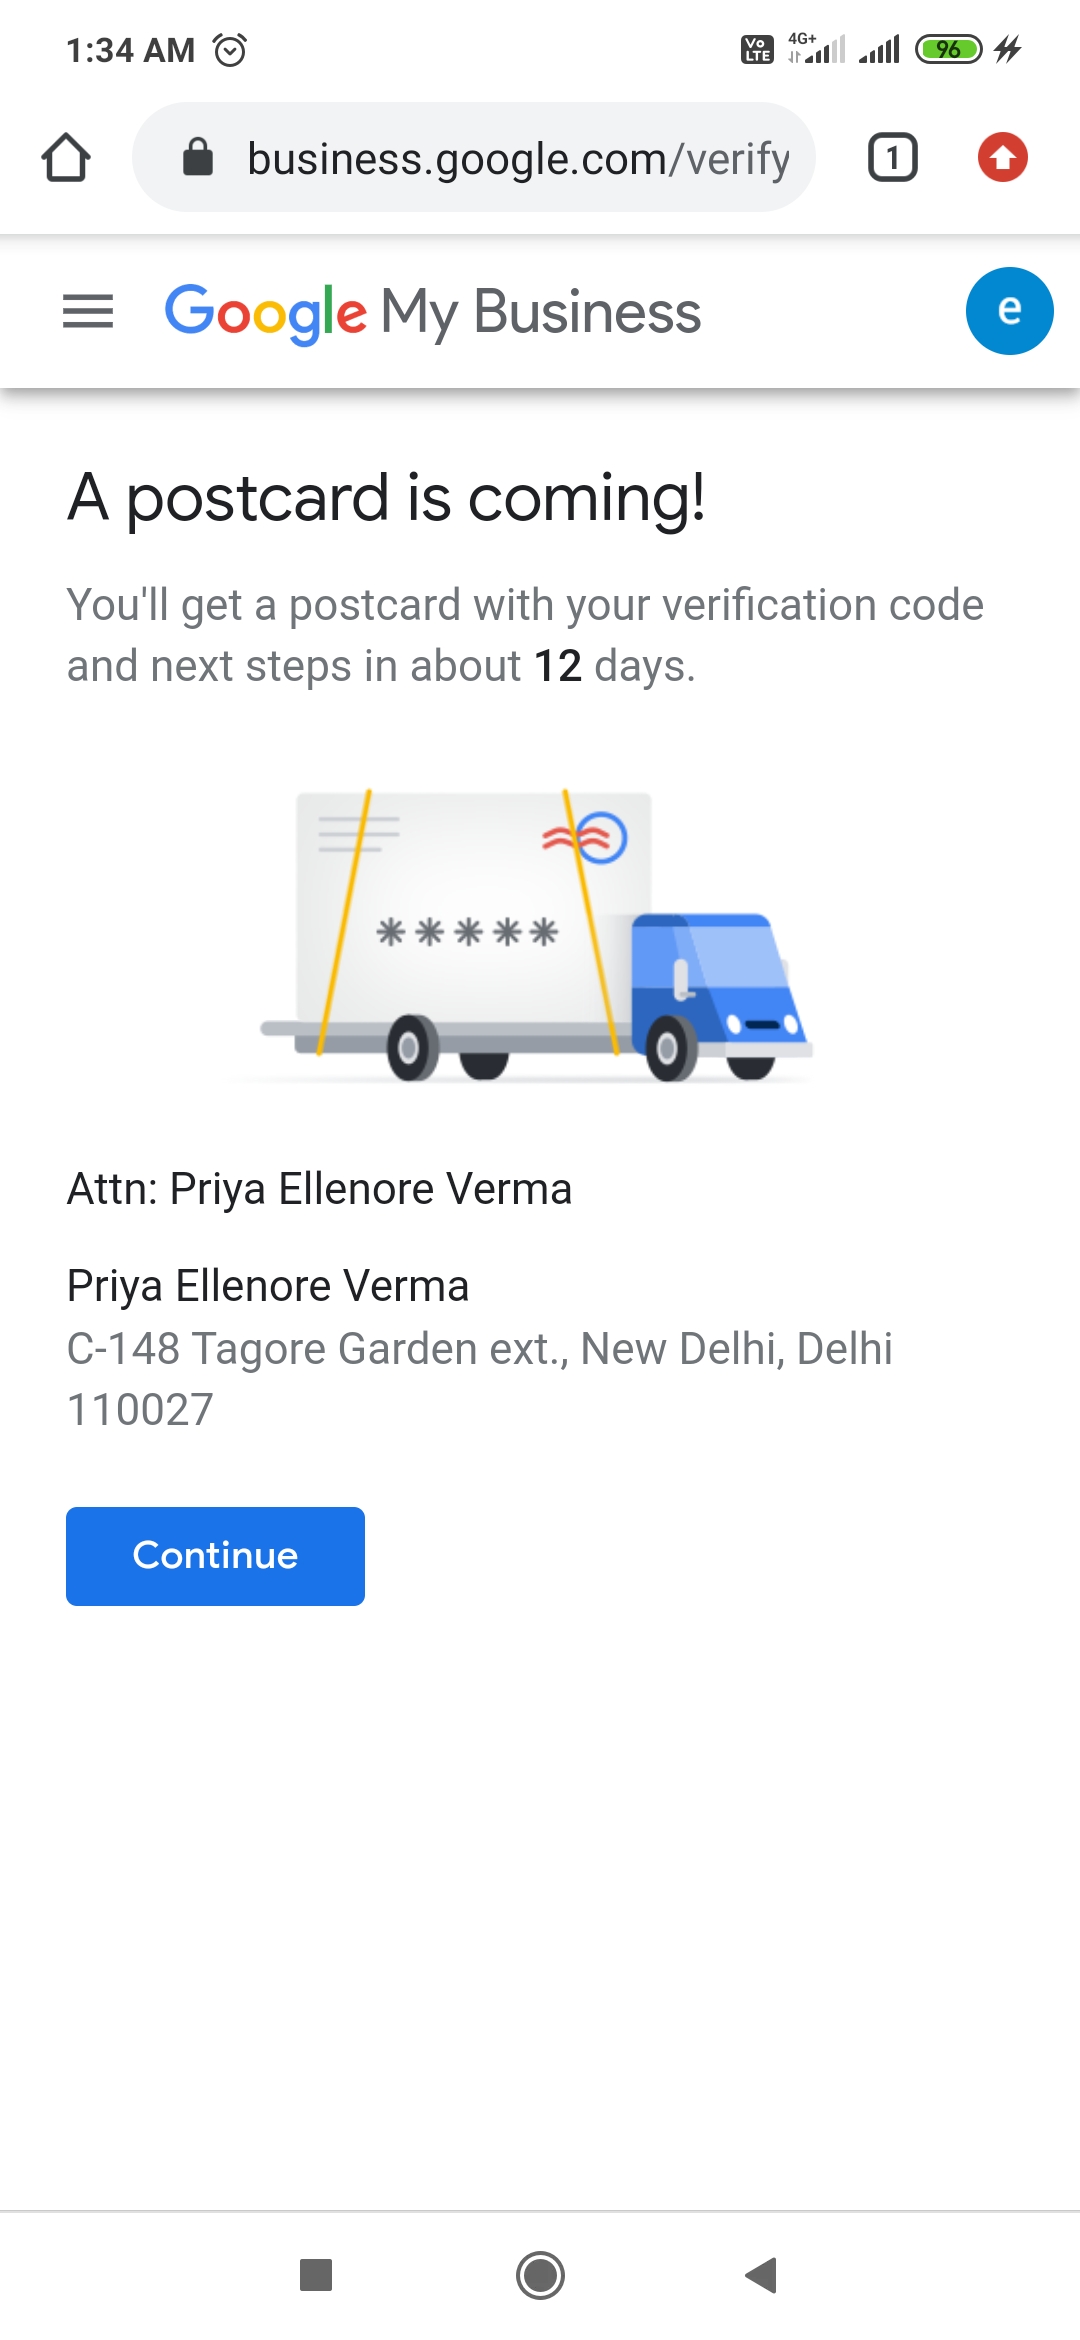 1:34 AM
Vo LTE 4G+ 96
business.google.com/verify
1
Google My Business
e
A postcard is coming!
You'll get a postcard with your verification code
and next steps in about 12 days.
*****
Attn: Priya Ellenore Verma
Priya Ellenore Verma
C-148 Tagore Garden ext., New Delhi, Delhi
110027
Continue